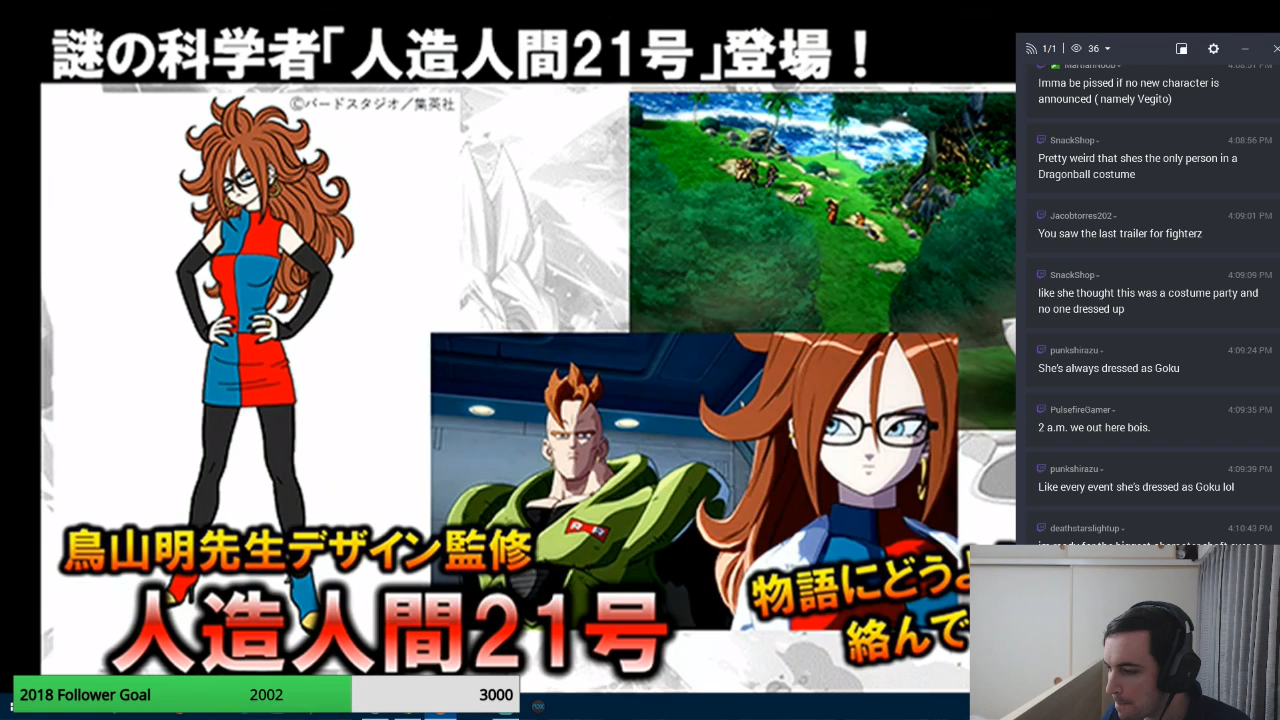 謎の科学者「人造人間21号」登場！
©バードスタジオ／集英社
鳥山明先生デザイン監修
人造人間21号
物語にどう
絡んで
RR
2018 Follower Goal 2002 3000
1/1 36
4:08:51 PM
Imma be pissed if no new character is
announced ( namely Vegito)
SnackShop 4:08:56 PM
Pretty weird that shes the only person in a
Dragonball costume
Jacobtorres202 4:09:01 PM
You saw the last trailer for fighterz
SnackShop 4:09:09 PM
like she thought this was a costume party and
no one dressed up
punkshirazu 4:09:24 PM
She's always dressed as Goku
PulsefireGamer 4:09:35 PM
2 a.m. we out here bois.
punkshirazu 4:09:39 PM
Like every event she's dressed as Goku lol
deathstarslightup 4:10:43 PM